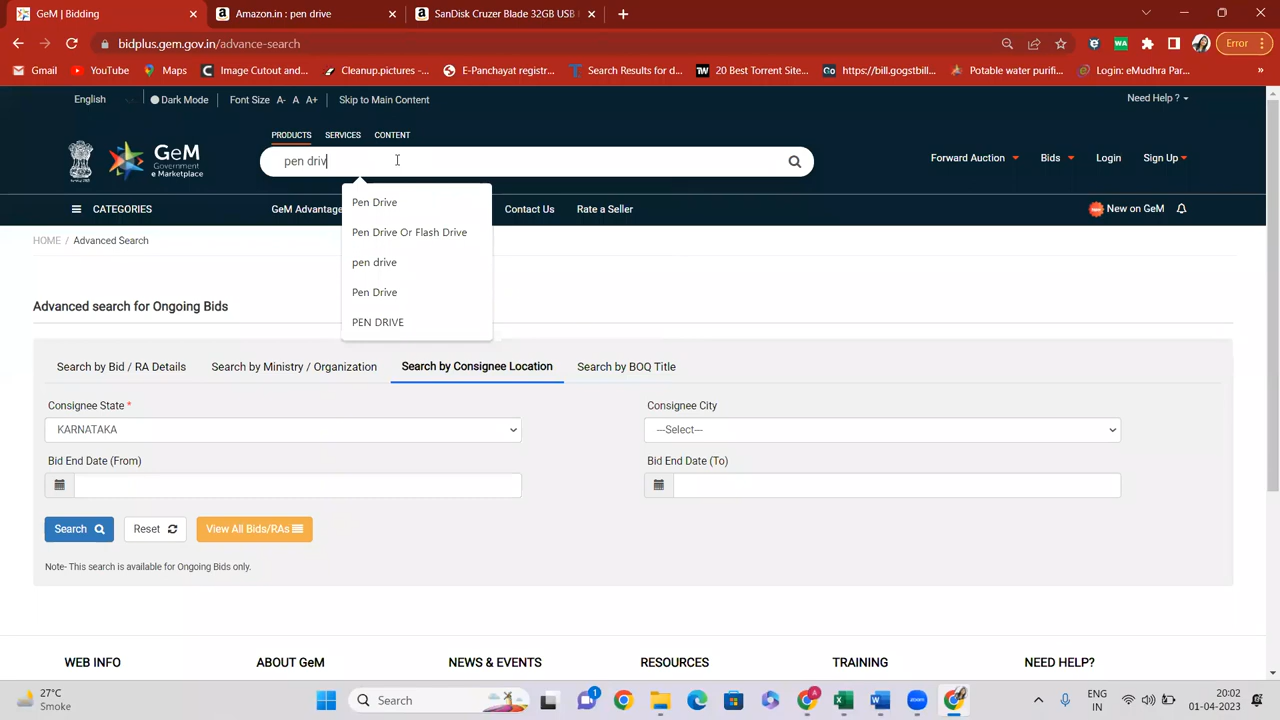 GeM | Bidding
Amazon.in : pen drive
SanDisk Cruzer Blade 32GB USB
bidplus.gem.gov.in/advance-search
Error
Gmail
YouTube
Maps
Image Cutout and...
Cleanup.pictures -...
E-Panchayat registr...
Search Results for d...
20 Best Torrent Site...
https://bill.gogstbill...
Potable water purifi...
Login: eMudhra Par...
English
Dark Mode
Font Size A- A A+
Skip to Main Content
Need Help ?
PRODUCTS SERVICES CONTENT
GeM
Government
e Marketplace
pen driv
Forward Auction
Bids
Login
Sign Up
CATEGORIES
GeM Advantage
Contact Us
Rate a Seller
New on GeM
Pen Drive
Pen Drive Or Flash Drive
pen drive
Pen Drive
PEN DRIVE
HOME / Advanced Search
Advanced search for Ongoing Bids
Search by Bid / RA Details
Search by Ministry / Organization
Search by Consignee Location
Search by BOQ Title
Consignee State *
Consignee City
KARNATAKA
---Select---
Bid End Date (From)
Bid End Date (To)
Search
Reset
View All Bids/RAs
Note- This search is available for Ongoing Bids only.
WEB INFO
ABOUT GeM
NEWS & EVENTS
RESOURCES
TRAINING
NEED HELP?
27°C
Smoke
Search
1
ENG
IN
20:02
01-04-2023